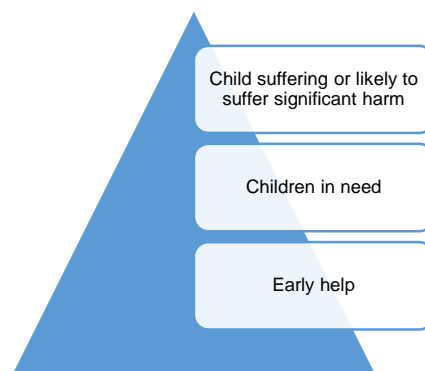 Child suffering or likely to
suffer significant harm
Children in need
Early help